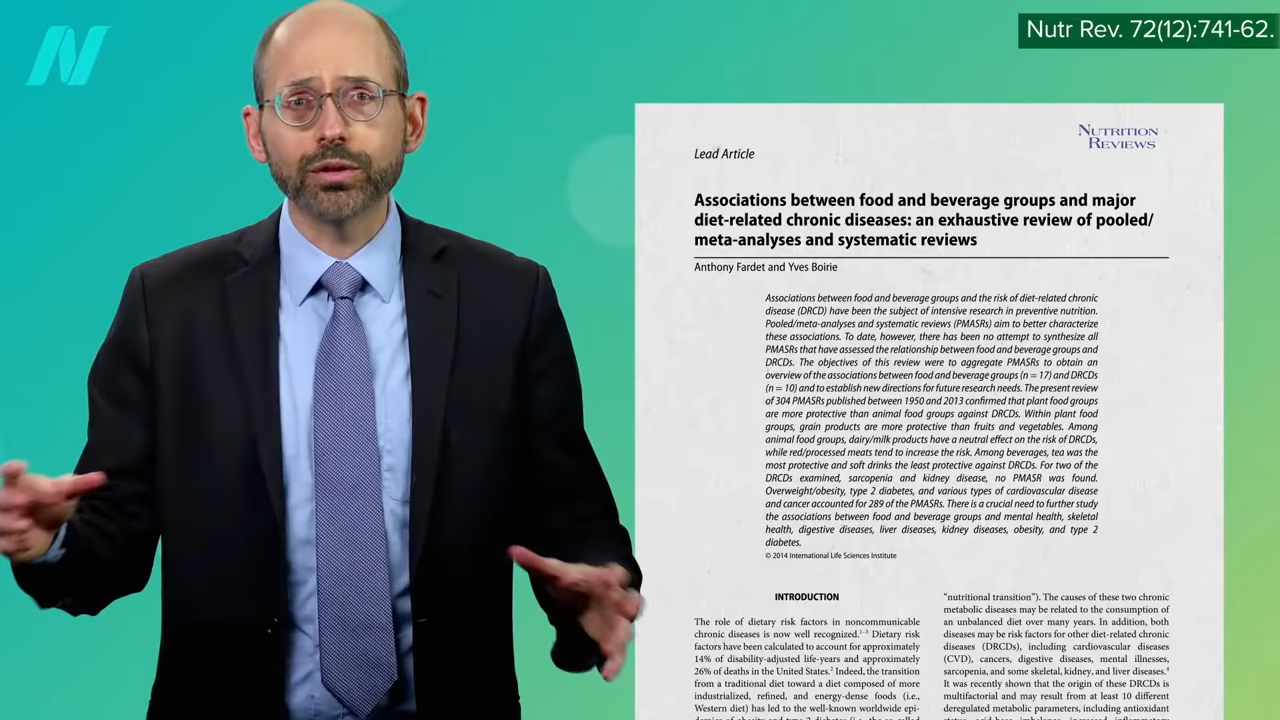 Nutr Rev. 72(12):741-62.
NUTRITION
REVIEWS
Lead Article
Associations between food and beverage groups and major
diet-related chronic diseases: an exhaustive review of pooled/
meta-analyses and systematic reviews
Anthony Fardet and Yves Boirie
Associations between food and beverage groups and the risk of diet-related chronic
disease (DRCD) have been the subject of intensive research in preventive nutrition.
Pooled/meta-analyses and systematic reviews (PMASRs) aim to better characterize
these associations. To date, however, there has been no attempt to synthesize all
PMASRs that have assessed the relationship between food and beverage groups and
DRCDs. The objectives of this review were to aggregate PMASRs to obtain an
overview of the associations between food and beverage groups (n = 17) and DRCDs
(n = 10) and to establish new directions for future research needs. The present review
of 304 PMASRs published between 1950 and 2013 confirmed that plant food groups
are more protective than animal food groups against DRCDs. Within plant food
groups, grain products are more protective than fruits and vegetables. Among
animal food groups, dairy/milk products have a neutral effect on the risk of DRCDs,
while red/processed meats tend to increase the risk. Among beverages, tea was the
most protective and soft drinks the least protective against DRCDs. For two of the
DRCDs examined, sarcopenia and kidney disease, no PMASR was found.
Overweight/obesity, type 2 diabetes, and various types of cardiovascular disease
and cancer accounted for 289 of the PMASRs. There is a crucial need to further study
the associations between food and beverage groups and mental health, skeletal
health, digestive diseases, liver diseases, kidney diseases, obesity, and type 2
diabetes.
© 2014 International Life Sciences Institute
INTRODUCTION
The role of dietary risk factors in noncommunicable
chronic diseases is now well recognized.1–5 Dietary risk
factors have been calculated to account for approximately
14% of disability-adjusted life-years and approximately
26% of deaths in the United States.2 Indeed, the transition
from a traditional diet toward a diet composed of more
industrialized, refined, and energy-dense foods (i.e.,
Western diet) has led to the well-known worldwide epi-
demics of obesity and type 2 diabetes (i.e., the so-called
“nutritional transition”). The causes of these two chronic
metabolic diseases may be related to the consumption of
an unbalanced diet over many years. In addition, both
diseases may be risk factors for other diet-related chronic
diseases (DRCDs), including cardiovascular diseases
(CVD), cancers, digestive diseases, mental illnesses,
sarcopenia, and some skeletal, kidney, and liver diseases.4
It was recently shown that the origin of these DRCDs is
multifactorial and may result from at least 10 different
deregulated metabolic parameters, including antioxidant